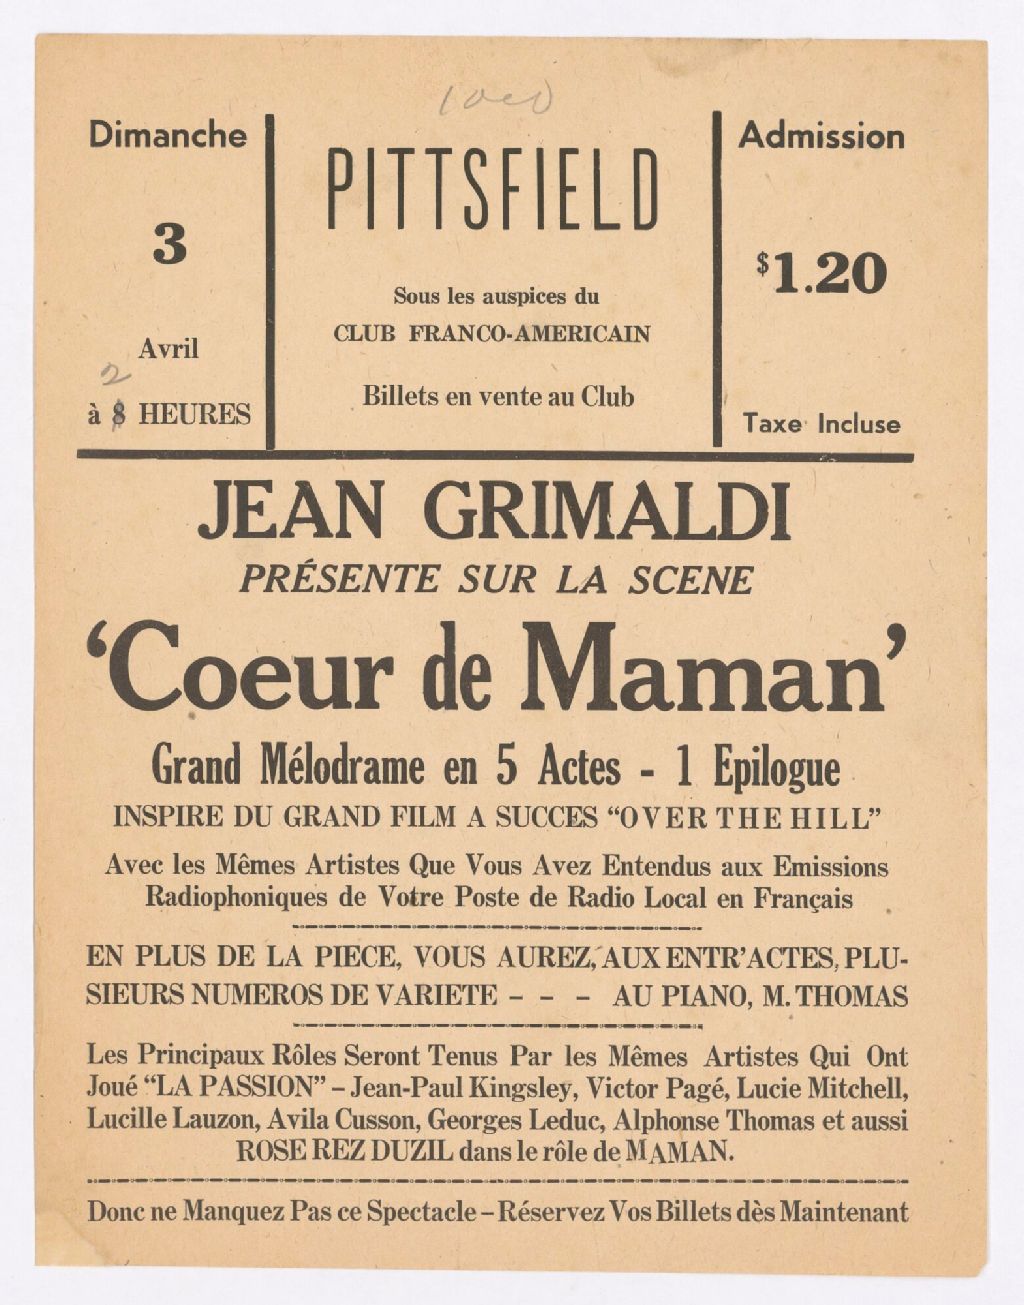 1000
Dimanche
3
Avril
2
à 8 HEURES
PITTSFIELD
Sous les auspices du
CLUB FRANCO-AMERICAIN
Billets en vente au Club
Admission
$1.20
Taxe Incluse
JEAN GRIMALDI
PRÉSENTE SUR LA SCENE
‘Coeur de Maman’
Grand Mélodrame en 5 Actes - 1 Epilogue
INSPIRE DU GRAND FILM A SUCCES “OVER THE HILL”
Avec les Mêmes Artistes Que Vous Avez Entendus aux Emissions
Radiophoniques de Votre Poste de Radio Local en Français
EN PLUS DE LA PIECE, VOUS AUREZ, AUX ENTR’ACTES, PLU-
SIEURS NUMEROS DE VARIETE - - - AU PIANO, M. THOMAS
Les Principaux Rôles Seront Tenus Par les Mêmes Artistes Qui Ont
Joué “LA PASSION” – Jean-Paul Kingsley, Victor Pagé, Lucie Mitchell,
Lucille Lauzon, Avila Cusson, Georges Leduc, Alphonse Thomas et aussi
ROSE REZ DUZIL dans le rôle de MAMAN.
Donc ne Manquez Pas ce Spectacle – Réservez Vos Billets dès Maintenant